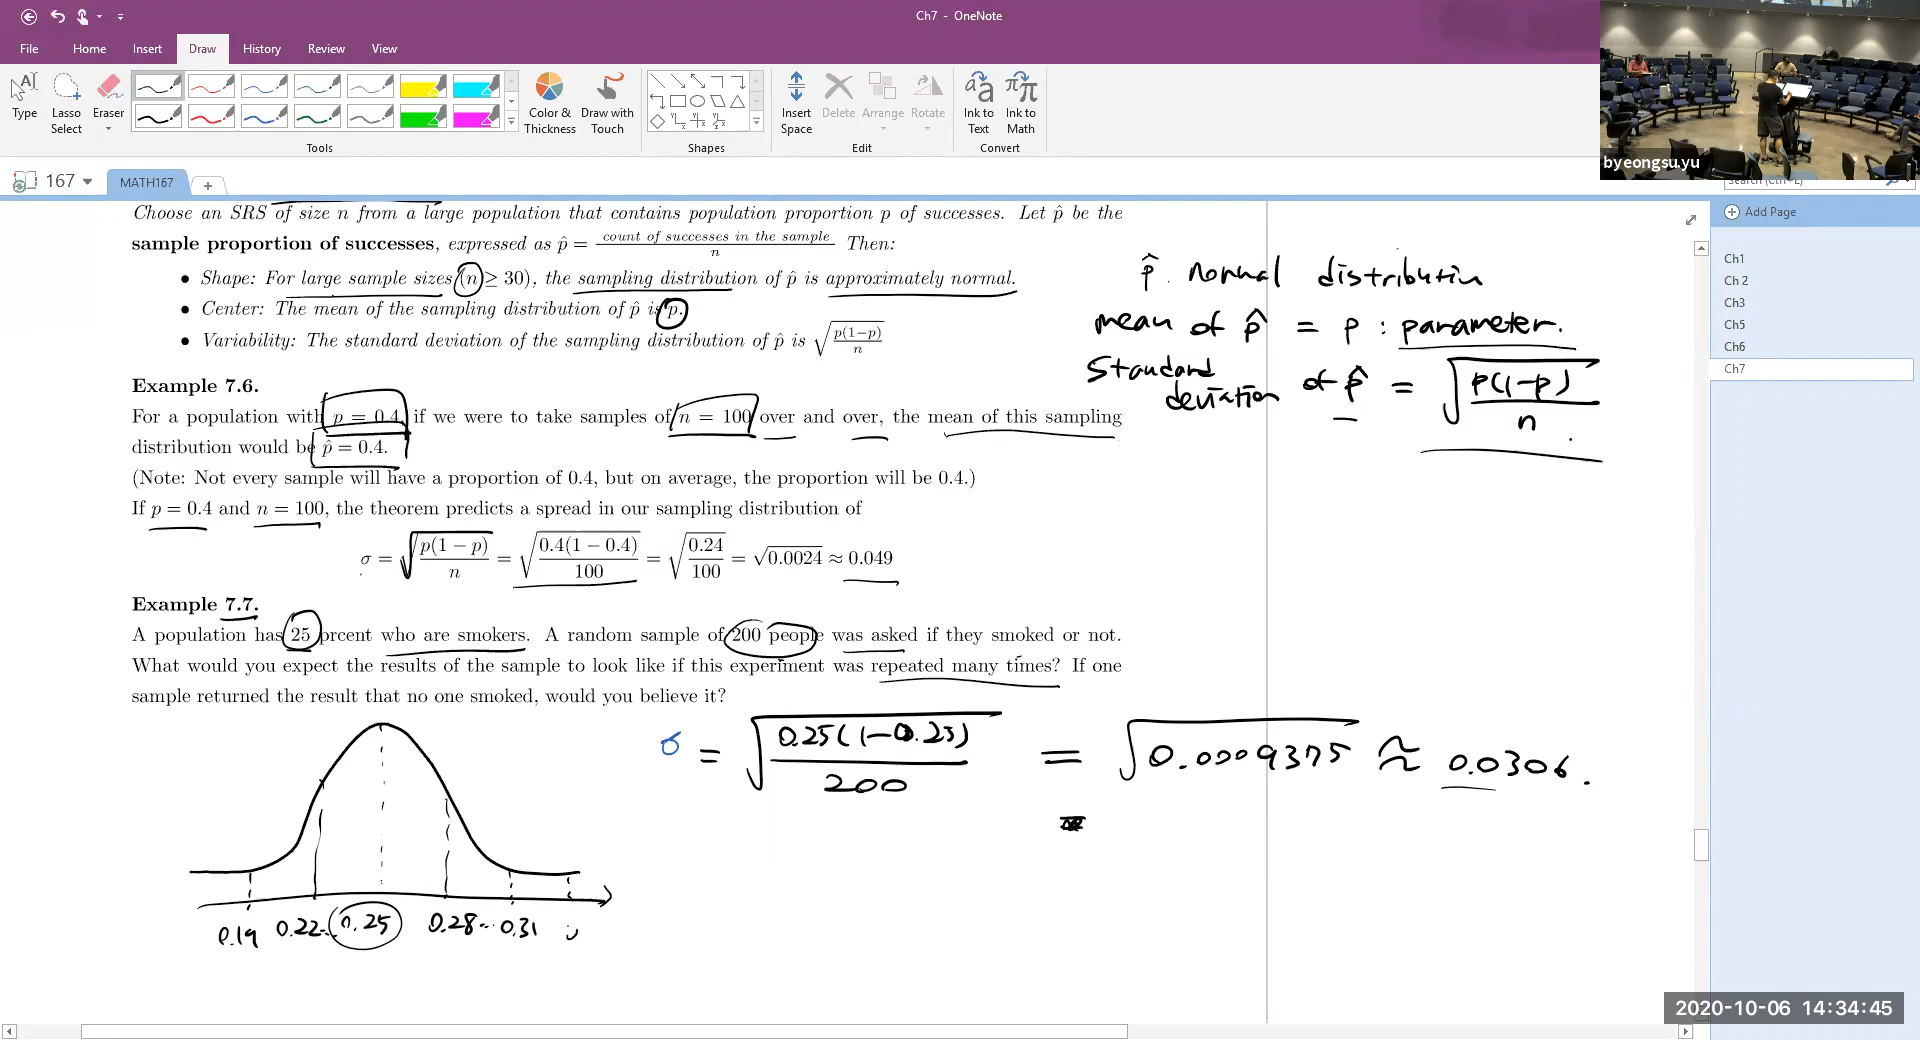 Ch7 - OneNote
File Home Insert Draw History Review View
Type
Lasso Select
Eraser
Color & Thickness
Draw with Touch
Insert Space
Delete
Arrange
Rotate
Ink to Text
Ink to Math
Tools
Shapes
Edit
Convert
byeongsu.yu
167
MATH167
Search (Ctrl+E)
Add Page
Ch1
Ch 2
Ch3
Ch5
Ch6
Ch7
Choose an SRS of size n from a large population that contains population proportion p of successes. Let p̂ be the
sample proportion of successes, expressed as p̂ = count of successes in the sample / n Then:
• Shape: For large sample sizes (n ≥ 30), the sampling distribution of p̂ is approximately normal.
• Center: The mean of the sampling distribution of p̂ is p.
• Variability: The standard deviation of the sampling distribution of p̂ is √(p(1−p)/n)
p̂. normal distributin
mean of p̂ = p : parameter.
Standard deviation of p̂ = √(p(1-p)/n)
Example 7.6.
For a population with p = 0.4, if we were to take samples of n = 100 over and over, the mean of this sampling
distribution would be p̂ = 0.4.
(Note: Not every sample will have a proportion of 0.4, but on average, the proportion will be 0.4.)
If p = 0.4 and n = 100, the theorem predicts a spread in our sampling distribution of
σ = √(p(1 − p)/n) = √(0.4(1 − 0.4)/100) = √(0.24/100) = √0.0024 ≈ 0.049
Example 7.7.
A population has 25 prcent who are smokers. A random sample of 200 people was asked if they smoked or not.
What would you expect the results of the sample to look like if this experiment was repeated many times? If one
sample returned the result that no one smoked, would you believe it?
σ = √(0.25(1-0.25)/200) = √0.0009375 ≈ 0.0306.
0.19 0.22.. 0.25 0.28.. 0.31
2020-10-06 14:34:45